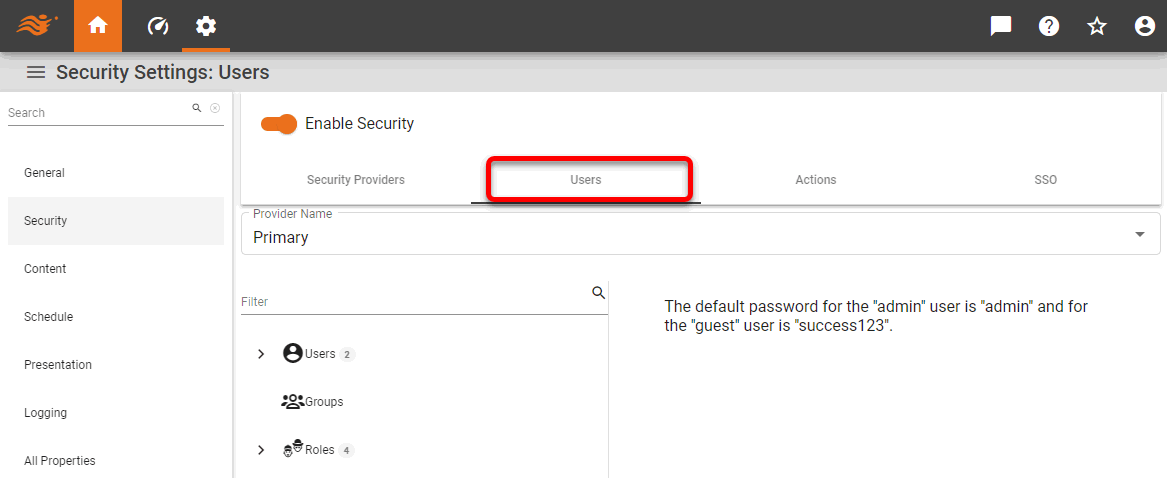 Security Settings: Users
Search
General
Security
Content
Schedule
Presentation
Logging
All Properties
Enable Security
Security Providers
Users
Actions
SSO
Provider Name
Primary
Filter
Users 2
Groups
Roles 4
The default password for the "admin" user is "admin" and for
the "guest" user is "success123".